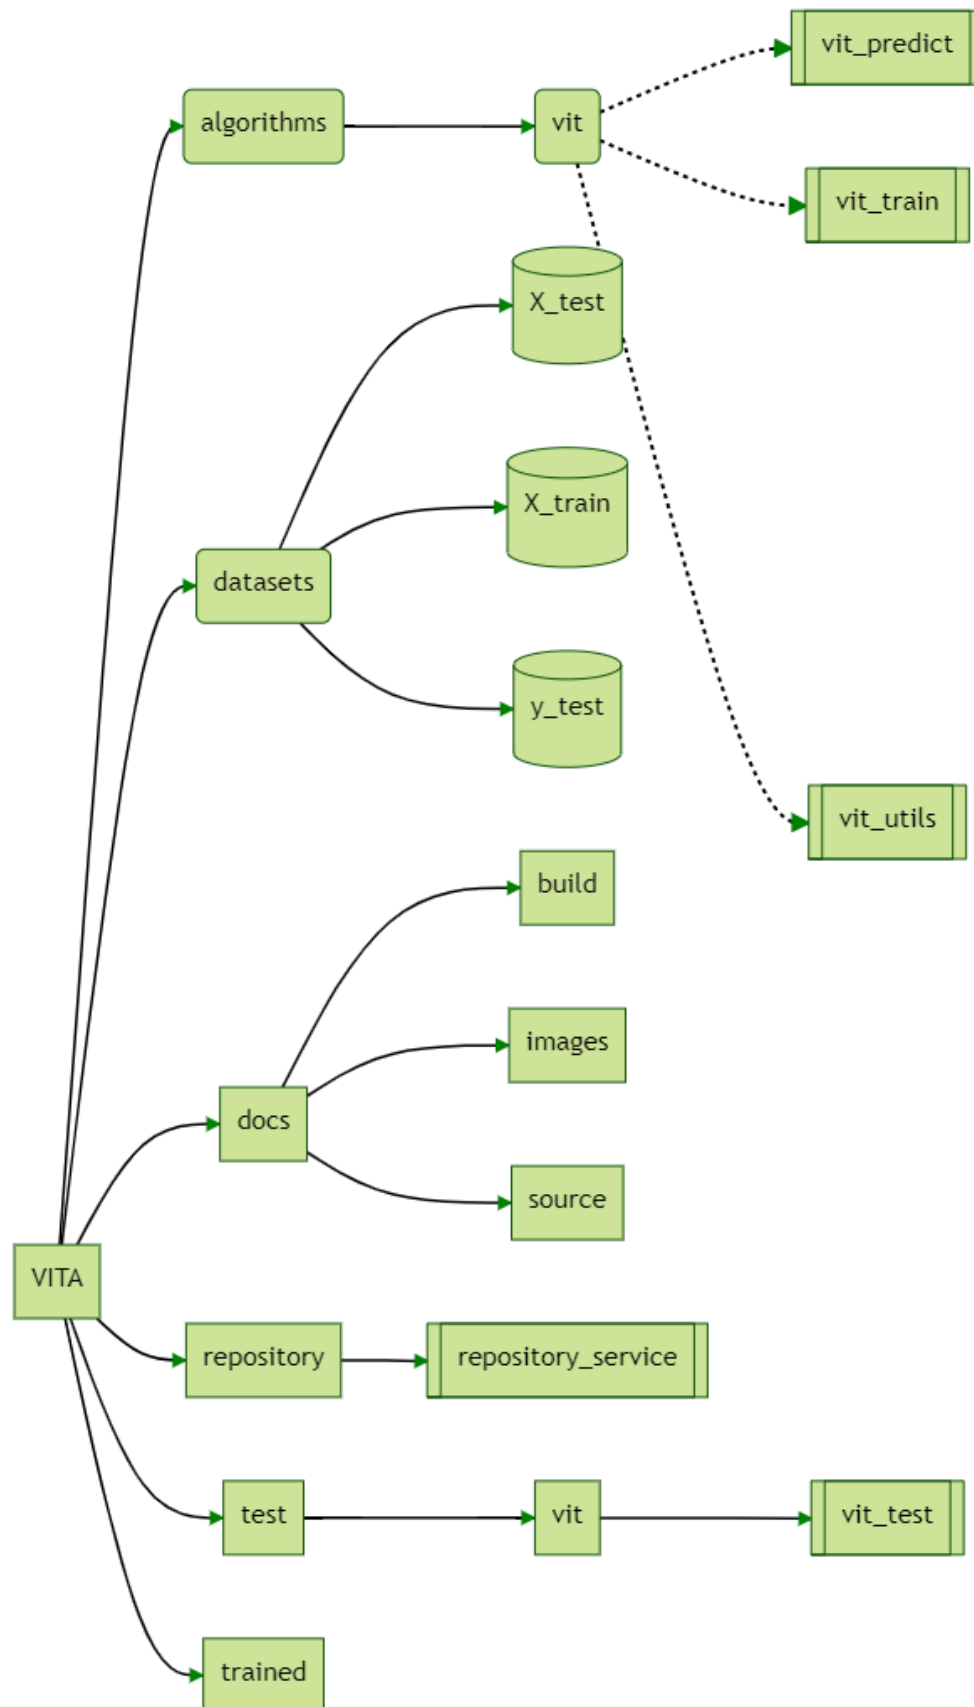 vit_predict
algorithms
vit
vit_train
X_test
X_train
datasets
y_test
vit_utils
build
images
docs
source
VITA
repository
repository_service
test
vit
vit_test
trained